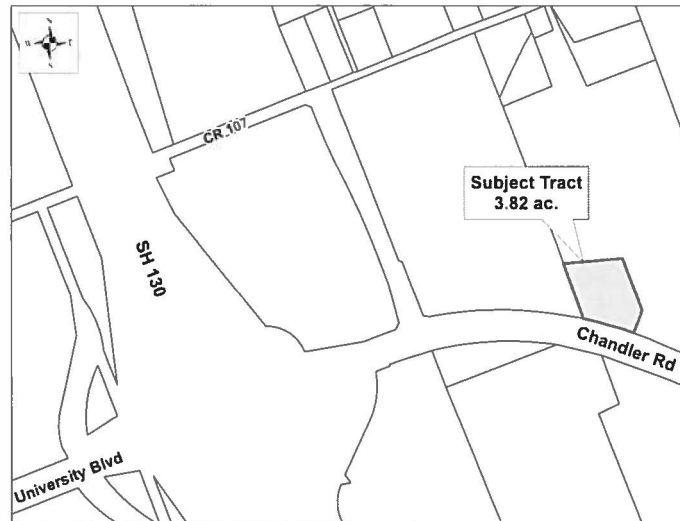 CR 107
Subject Tract
3.82 ac.
SH 130
Chandler Rd
University Blvd